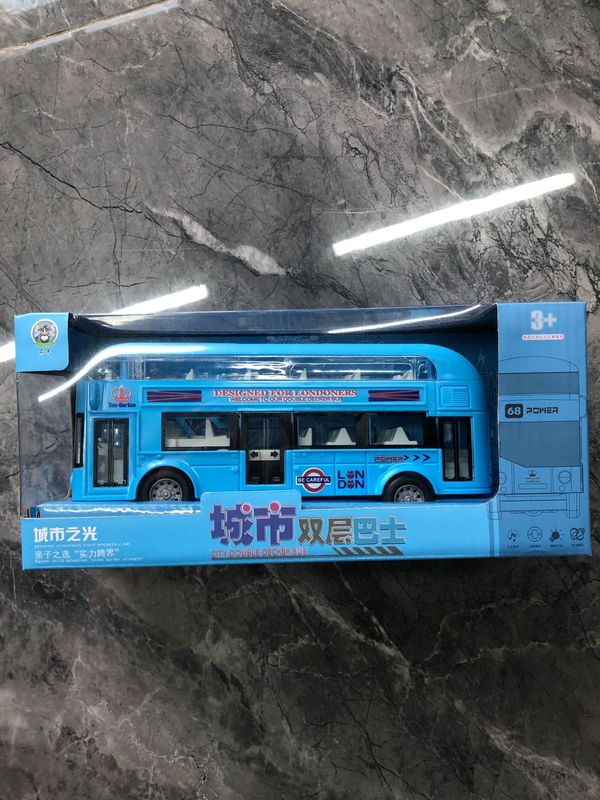 3+
68 POWER
DESIGNED FOR LONDONERS
WELCOME TO OUR DOUBLE DECKER BUS
POWER>>>>
BE CAREFUL
LON
DON
城市之光
亲子之选 "实力跨界"
城市双层巴士
CITY DOUBLE DECKER BUS